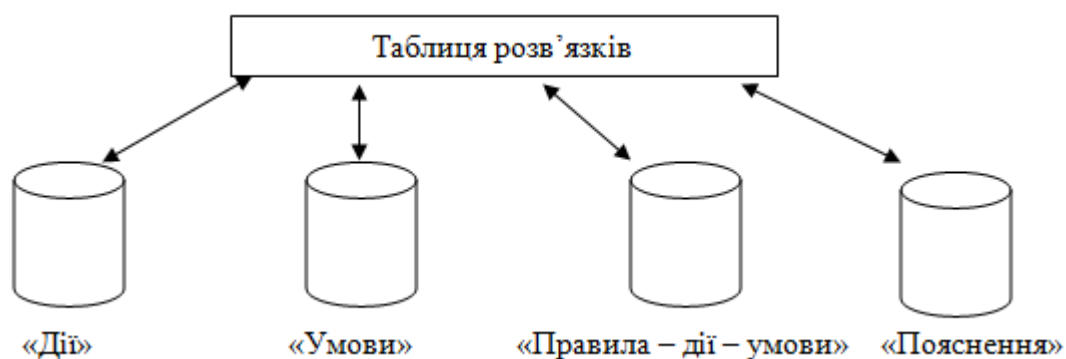 Таблиця розв’язків
«Дії» «Умови» «Правила – дії – умови» «Пояснення»